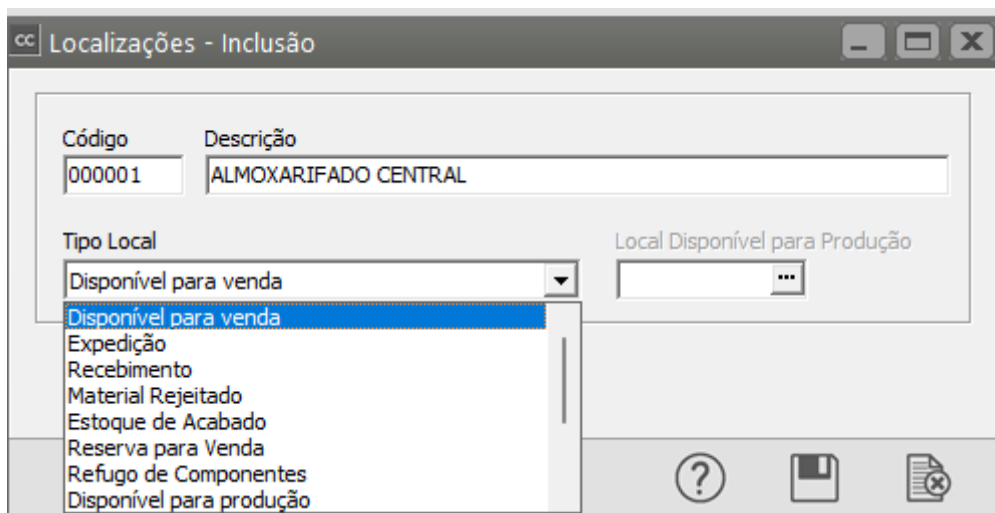 cc Localizações - Inclusão
Código Descrição
000001 ALMOXARIFADO CENTRAL
Tipo Local Local Disponível para Produção
Disponível para venda ...
Disponível para venda
Expedição
Recebimento
Material Rejeitado
Estoque de Acabado
Reserva para Venda
Refugo de Componentes
Disponível para produção
?